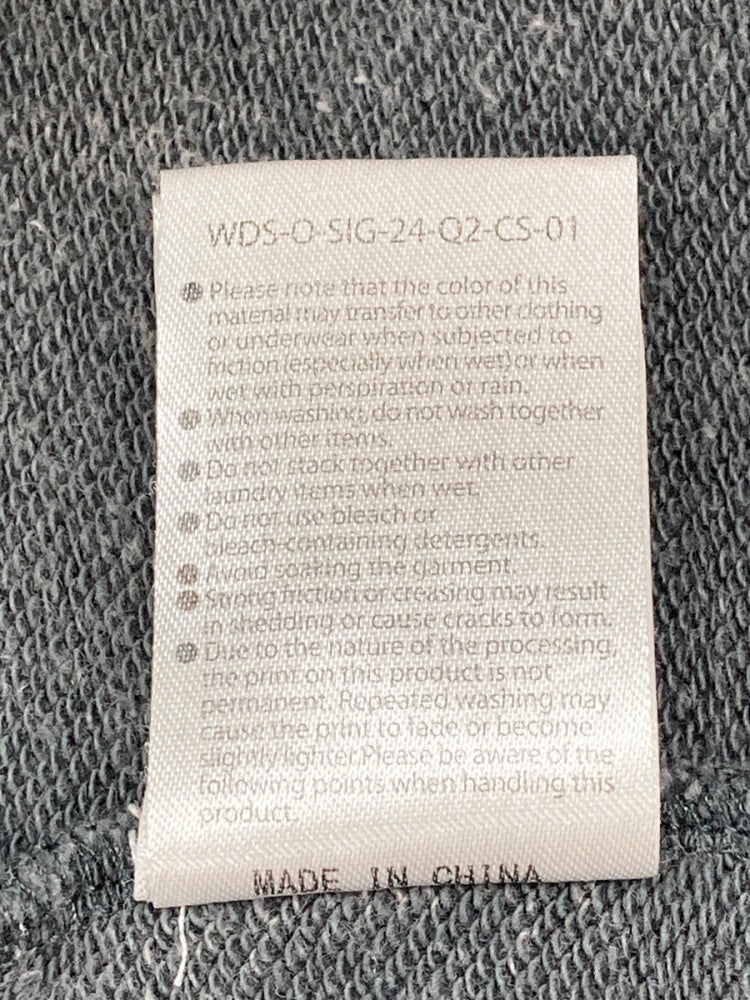 WDS-O-SIG-24-Q2-CS-01
● Please note that the color of this
material may transfer to other clothing
or underwear when subjected to
friction (especially when wet) or when
wet with perspiration or rain.
● When washing, do not wash together
with other items.
● Do not stack together with other
laundry items when wet.
● Do not use bleach or
bleach-containing detergents.
● Avoid soaking the garment.
● Strong friction or creasing may result
in shedding or cause cracks to form.
● Due to the nature of the processing,
the print on this product is not
permanent. Repeated washing may
cause the print to fade or become
slightly lighter.Please be aware of the
following points when handling this
product.
MADE IN CHINA